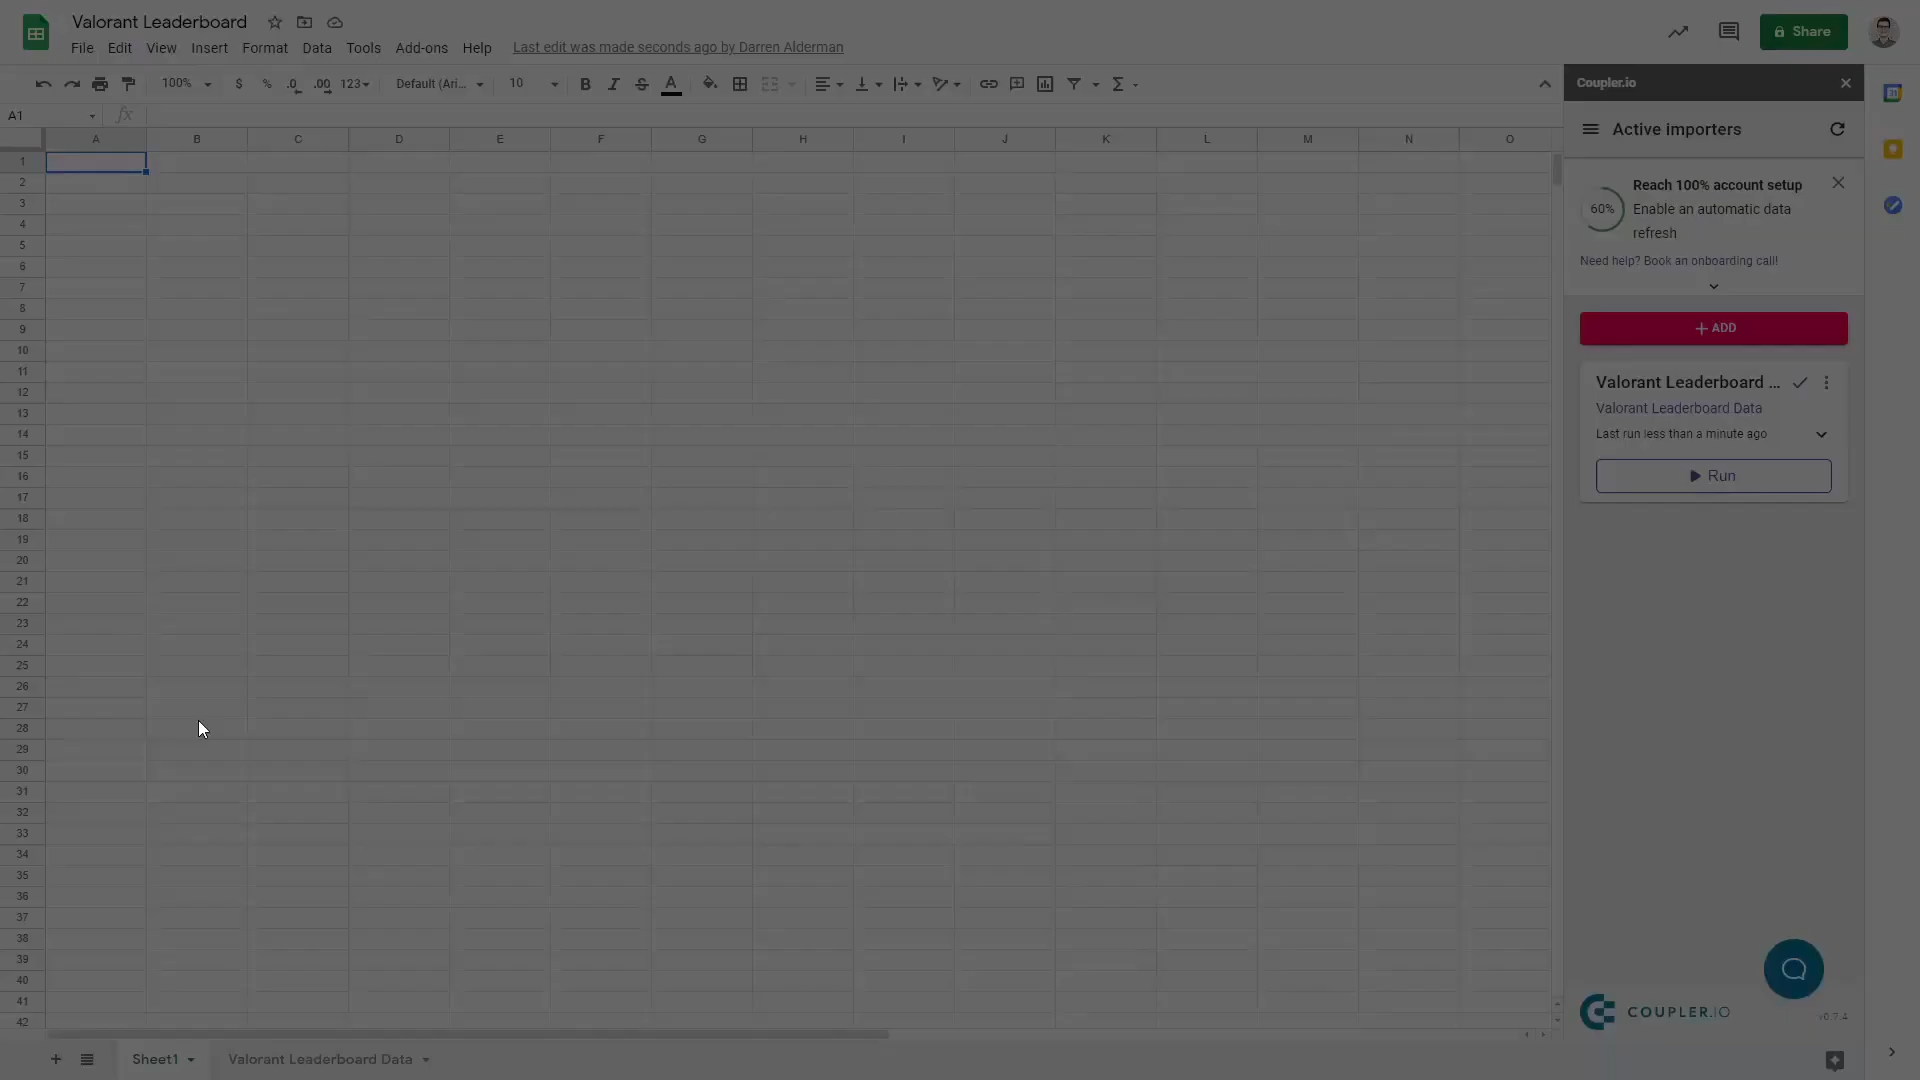 Valorant Leaderboard
File Edit View Insert Format Data Tools Add-ons Help Last edit was made seconds ago by Darren Alderman
Share
100% $ % .0 .00 123 Default (Ari... 10 B I S A Σ
A1 fx
A B C D E F G H I J K L M N O
1
2
3
4
5
6
7
8
9
10
11
12
13
14
15
16
17
18
19
20
21
22
23
24
25
26
27
28
29
30
31
32
33
34
35
36
37
38
39
40
41
42
Sheet1 Valorant Leaderboard Data
Coupler.io
Active importers
60%
Reach 100% account setup
Enable an automatic data
refresh
Need help? Book an onboarding call!
+ ADD
Valorant Leaderboard ...
Valorant Leaderboard Data
Last run less than a minute ago
Run
COUPLER.IO
v0.7.4
31